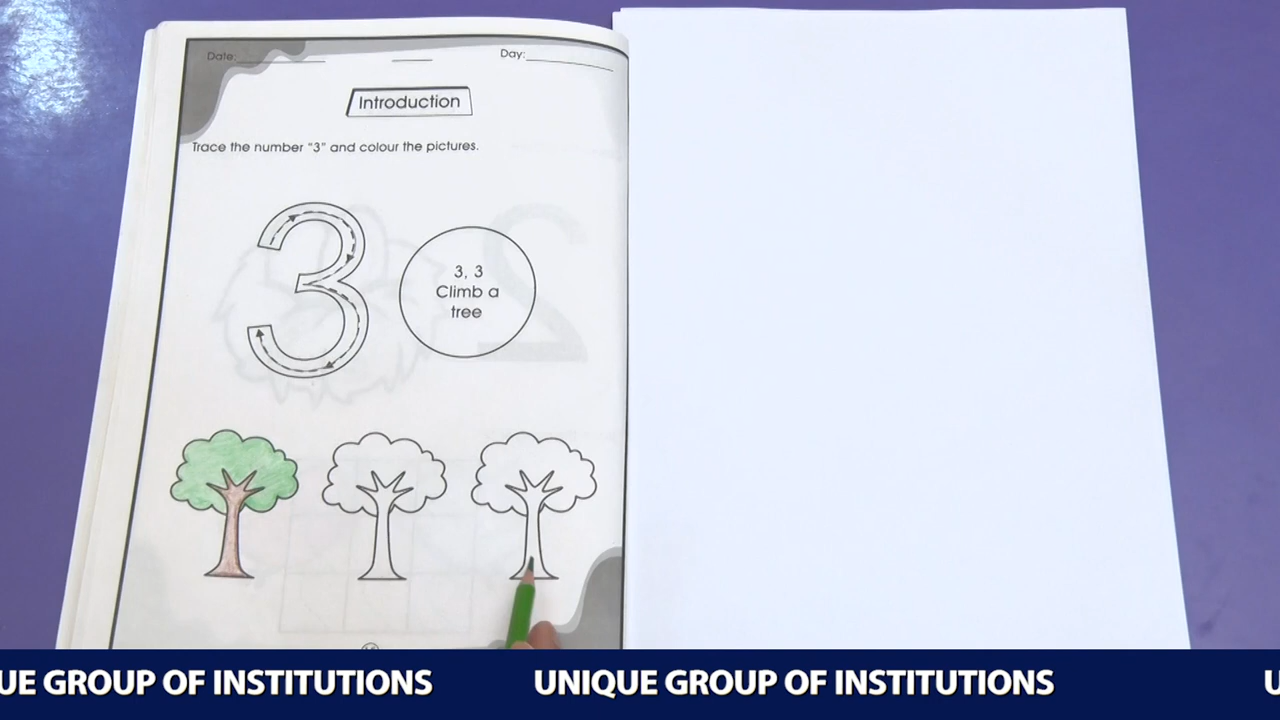 Date:
Day:
Introduction
Trace the number "3" and colour the pictures.
3
3, 3
Climb a
tree
2
UE GROUP OF INSTITUTIONS
UNIQUE GROUP OF INSTITUTIONS
U